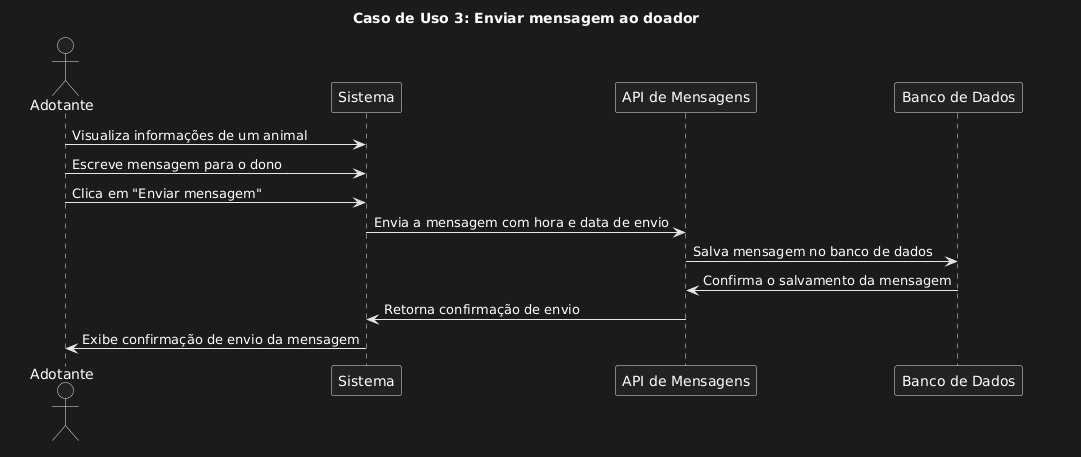 Caso de Uso 3: Enviar mensagem ao doador
Adotante
Sistema
API de Mensagens
Banco de Dados
Visualiza informações de um animal
Escreve mensagem para o dono
Clica em "Enviar mensagem"
Envia a mensagem com hora e data de envio
Salva mensagem no banco de dados
Confirma o salvamento da mensagem
Retorna confirmação de envio
Exibe confirmação de envio da mensagem
Adotante
Sistema
API de Mensagens
Banco de Dados